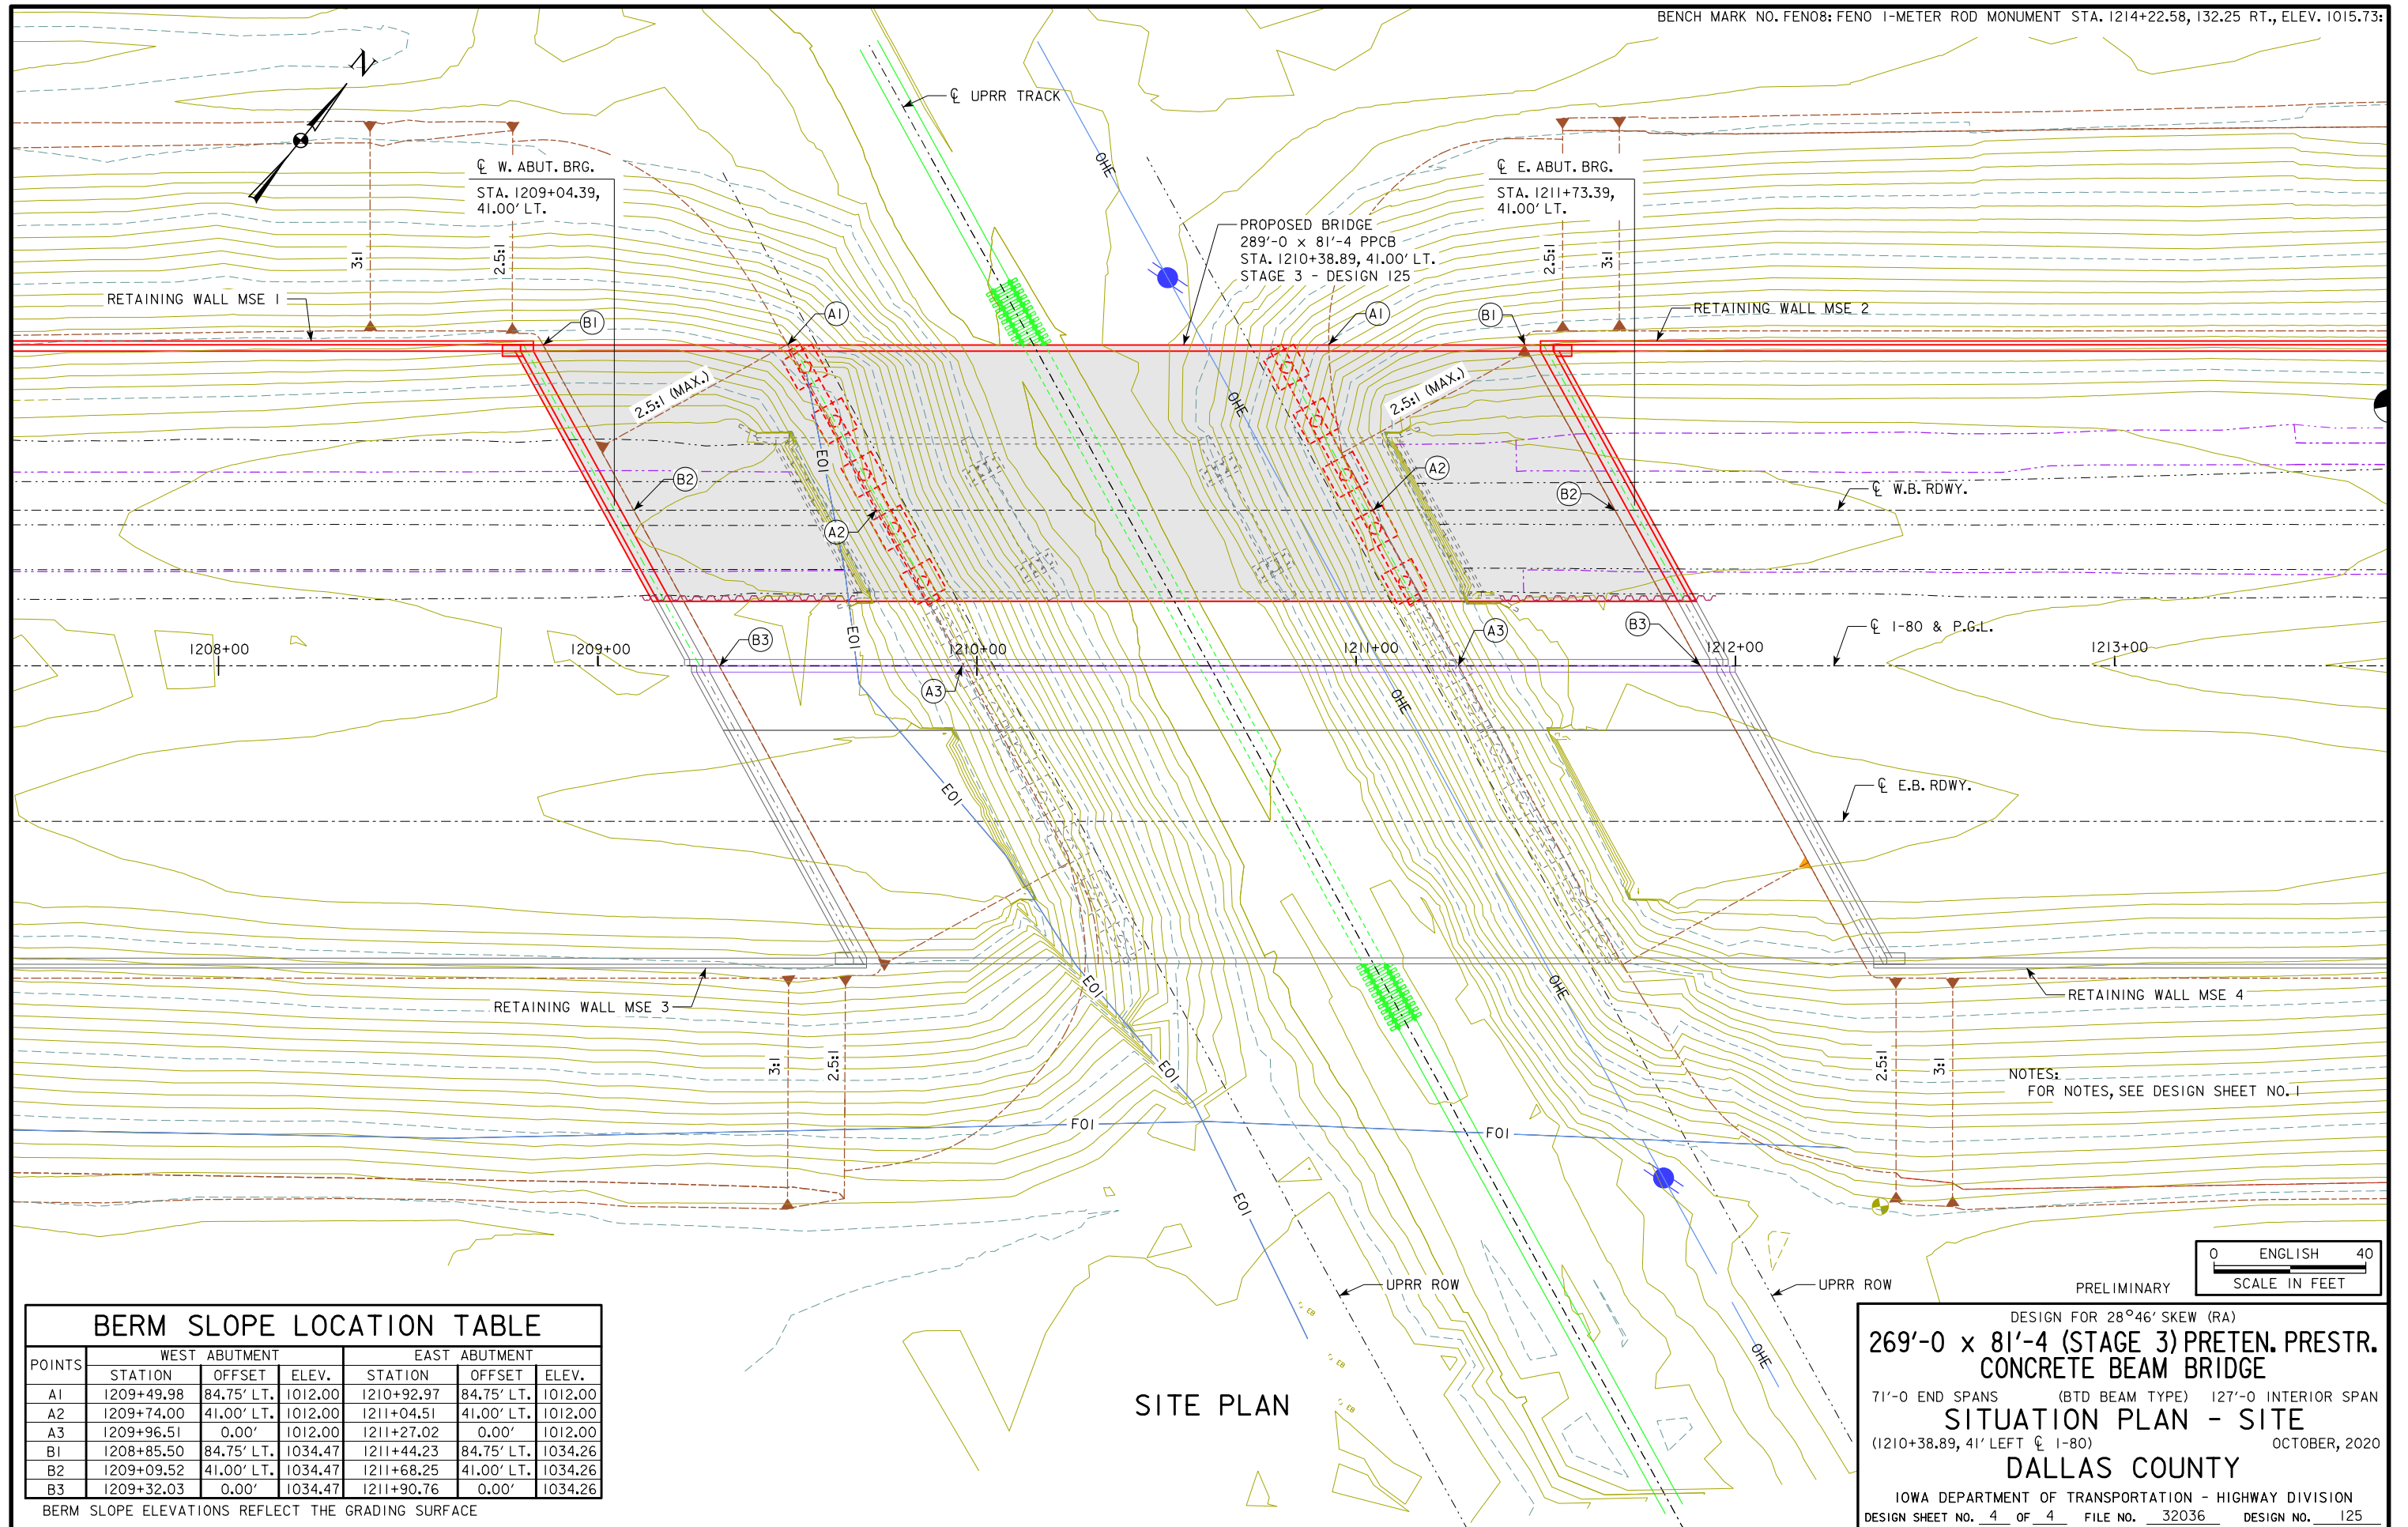 BENCH MARK NO. FENO8: FENO 1-METER ROD MONUMENT STA. 1214+22.58, 132.25 RT., ELEV. 1015.73:
N
℄ UPRR TRACK
OHE
℄ W. ABUT. BRG.
STA. 1209+04.39,
41.00' LT.
℄ E. ABUT. BRG.
STA. 1211+73.39,
41.00' LT.
PROPOSED BRIDGE
289'-0 x 81'-4 PPCB
STA. 1210+38.89, 41.00' LT.
STAGE 3 - DESIGN 125
3:1
2.5:1
2.5:1
3:1
RETAINING WALL MSE 1
B1
A1
A1
B1
RETAINING WALL MSE 2
2.5:1 (MAX.)
OHE
2.5:1 (MAX.)
EO1
B2
A2
B2
℄ W.B. RDWY.
A2
EO1
B3
A3
B3
℄ I-80 & P.G.L.
1208+00
1209+00
1210+00
1211+00
1212+00
1213+00
A3
OHE
EO1
℄ E.B. RDWY.
EO1
OHE
RETAINING WALL MSE 3
RETAINING WALL MSE 4
3:1
2.5:1
EO1
2.5:1
3:1
NOTES:
FOR NOTES, SEE DESIGN SHEET NO. 1
FO1
FO1
EO1
UPRR ROW
UPRR ROW
OHE
PRELIMINARY
0 ENGLISH 40
SCALE IN FEET
SITE PLAN
BERM SLOPE LOCATION TABLE
POINTS WEST ABUTMENT EAST ABUTMENT
STATION OFFSET ELEV. STATION OFFSET ELEV.
A1 1209+49.98 84.75' LT. 1012.00 1210+92.97 84.75' LT. 1012.00
A2 1209+74.00 41.00' LT. 1012.00 1211+04.51 41.00' LT. 1012.00
A3 1209+96.51 0.00' 1012.00 1211+27.02 0.00' 1012.00
B1 1208+85.50 84.75' LT. 1034.47 1211+44.23 84.75' LT. 1034.26
B2 1209+09.52 41.00' LT. 1034.47 1211+68.25 41.00' LT. 1034.26
B3 1209+32.03 0.00' 1034.47 1211+90.76 0.00' 1034.26
BERM SLOPE ELEVATIONS REFLECT THE GRADING SURFACE
DESIGN FOR 28°46' SKEW (RA)
269'-0 x 81'-4 (STAGE 3) PRETEN. PRESTR.
CONCRETE BEAM BRIDGE
71'-0 END SPANS (BTD BEAM TYPE) 127'-0 INTERIOR SPAN
SITUATION PLAN - SITE
(1210+38.89, 41' LEFT ℄ I-80) OCTOBER, 2020
DALLAS COUNTY
IOWA DEPARTMENT OF TRANSPORTATION - HIGHWAY DIVISION
DESIGN SHEET NO. 4 OF 4 FILE NO. 32036 DESIGN NO. 125